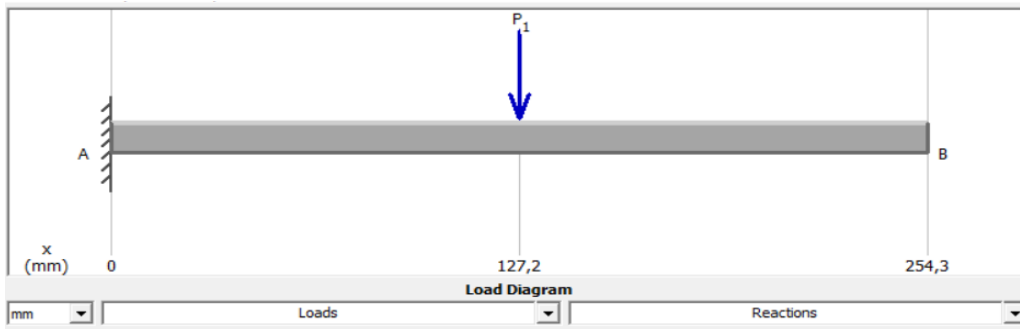 P1
A
B
x
(mm)
0
127,2
254,3
Load Diagram
mm
Loads
Reactions